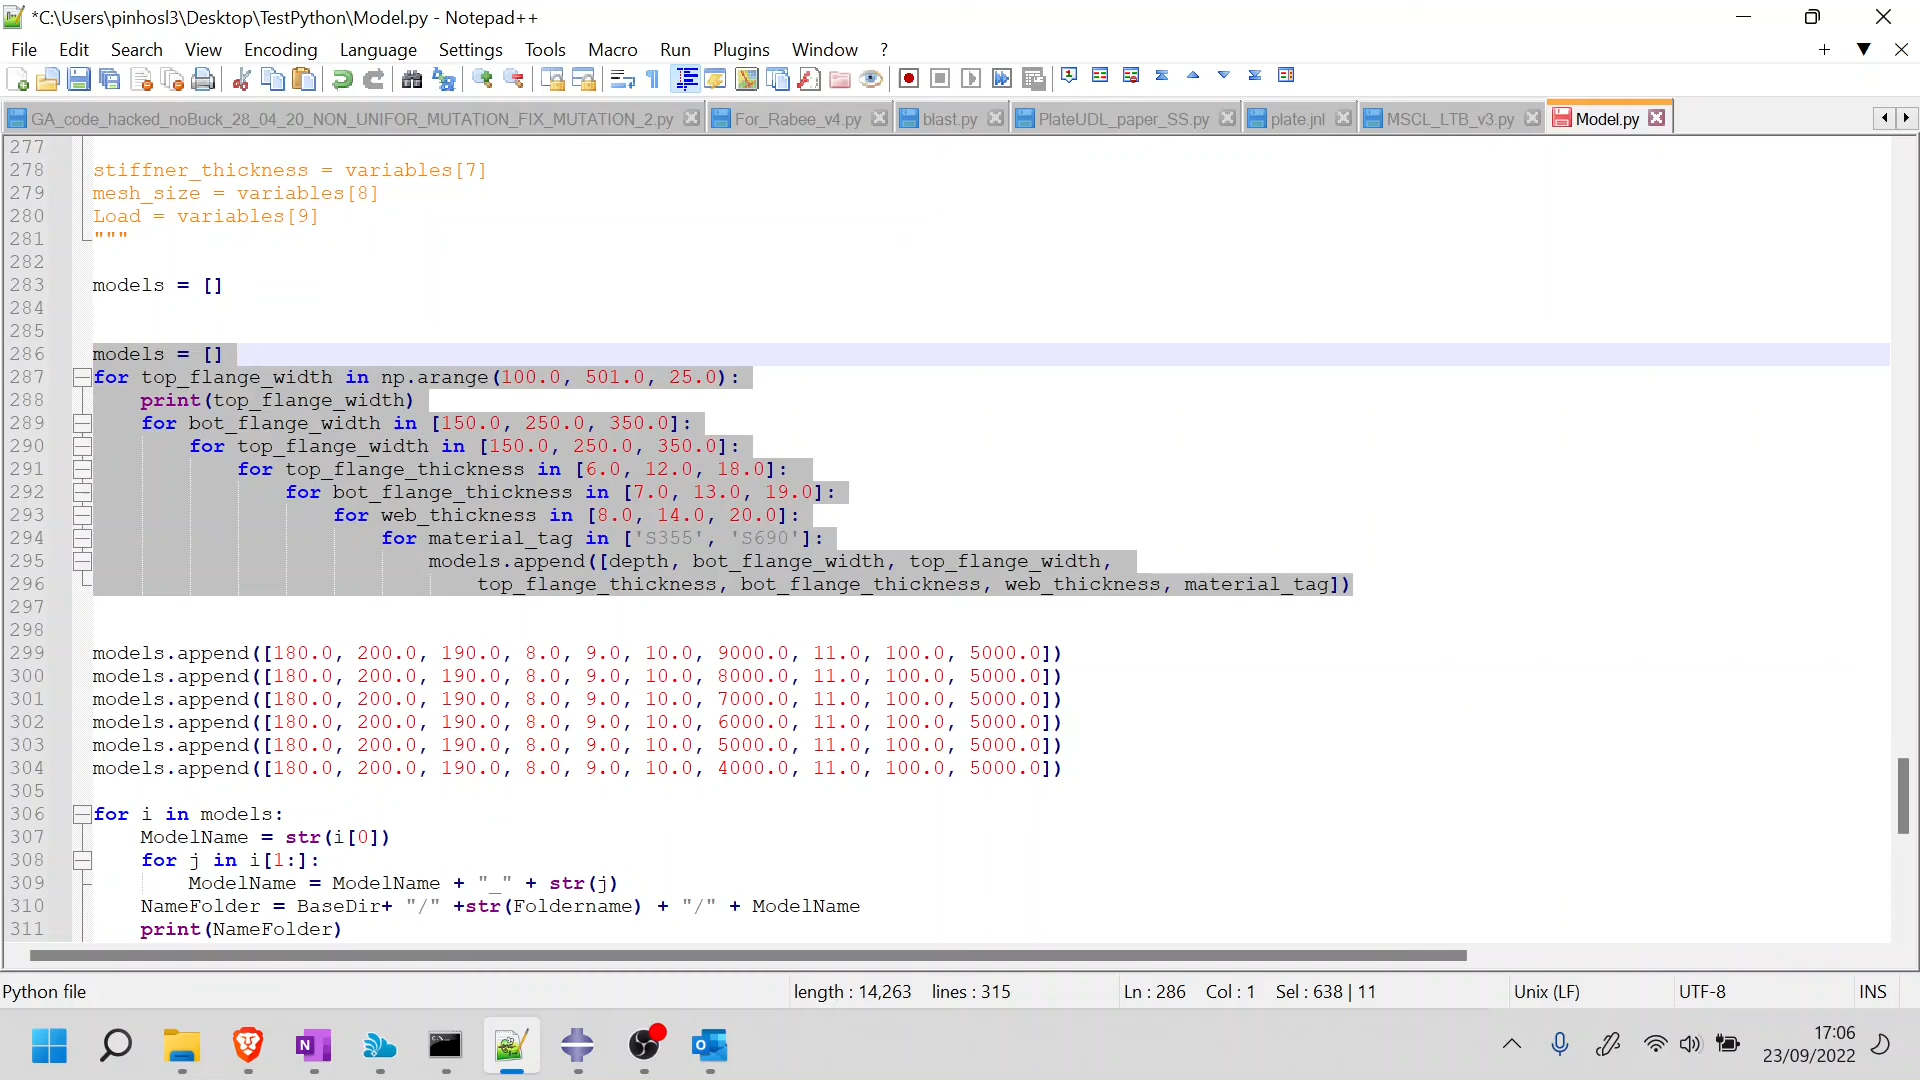 *C:\Users\pinhosl3\Desktop\TestPython\Model.py - Notepad++
File Edit Search View Encoding Language Settings Tools Macro Run Plugins Window ?
GA_code_hacked_noBuck_28_04_20_NON_UNIFOR_MUTATION_FIX_MUTATION_2.py For_Rabee_v4.py blast.py PlateUDL_paper_SS.py plate.jnl MSCL_LTB_v3.py Model.py
277
278 stiffner_thickness = variables[7]
279 mesh_size = variables[8]
280 Load = variables[9]
281 """
282
283 models = []
284
285
286 models = []
287 for top_flange_width in np.arange(100.0, 501.0, 25.0):
288 print(top_flange_width)
289 for bot_flange_width in [150.0, 250.0, 350.0]:
290 for top_flange_width in [150.0, 250.0, 350.0]:
291 for top_flange_thickness in [6.0, 12.0, 18.0]:
292 for bot_flange_thickness in [7.0, 13.0, 19.0]:
293 for web_thickness in [8.0, 14.0, 20.0]:
294 for material_tag in ['S355', 'S690']:
295 models.append([depth, bot_flange_width, top_flange_width,
296 top_flange_thickness, bot_flange_thickness, web_thickness, material_tag])
297
298
299 models.append([180.0, 200.0, 190.0, 8.0, 9.0, 10.0, 9000.0, 11.0, 100.0, 5000.0])
300 models.append([180.0, 200.0, 190.0, 8.0, 9.0, 10.0, 8000.0, 11.0, 100.0, 5000.0])
301 models.append([180.0, 200.0, 190.0, 8.0, 9.0, 10.0, 7000.0, 11.0, 100.0, 5000.0])
302 models.append([180.0, 200.0, 190.0, 8.0, 9.0, 10.0, 6000.0, 11.0, 100.0, 5000.0])
303 models.append([180.0, 200.0, 190.0, 8.0, 9.0, 10.0, 5000.0, 11.0, 100.0, 5000.0])
304 models.append([180.0, 200.0, 190.0, 8.0, 9.0, 10.0, 4000.0, 11.0, 100.0, 5000.0])
305
306 for i in models:
307 ModelName = str(i[0])
308 for j in i[1:]:
309 ModelName = ModelName + "_" + str(j)
310 NameFolder = BaseDir+ "/" +str(Foldername) + "/" + ModelName
311 print(NameFolder)
Python file length : 14,263 lines : 315 Ln : 286 Col : 1 Sel : 638 | 11 Unix (LF) UTF-8 INS
17:06
23/09/2022